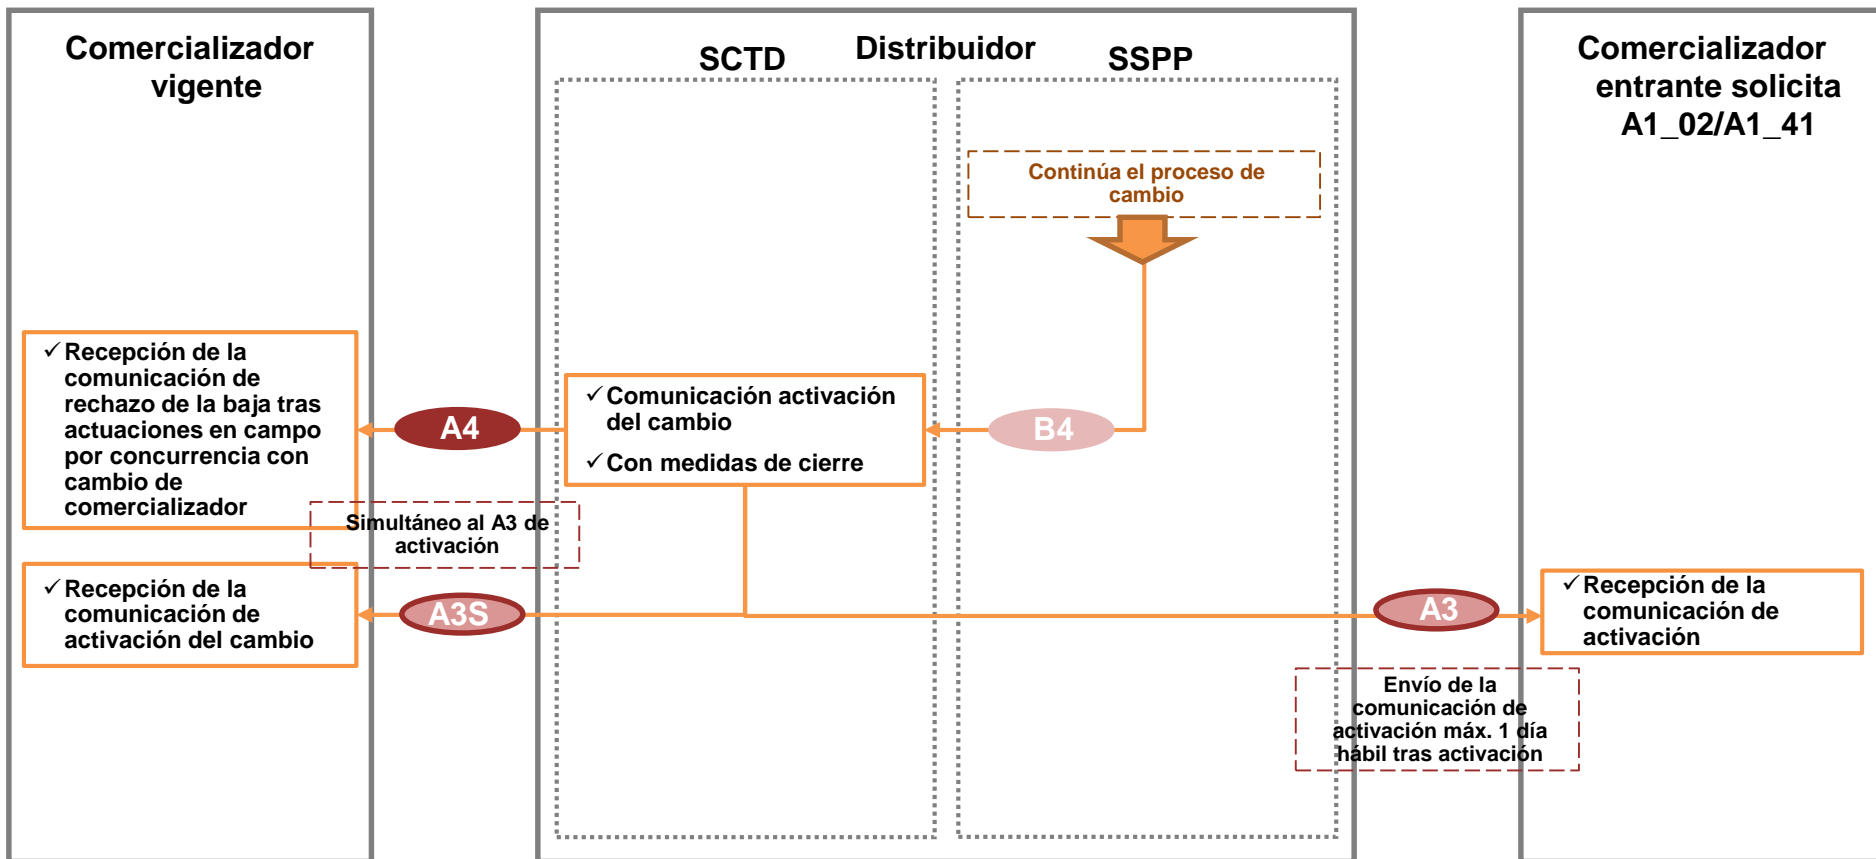 Comercializador
vigente
Distribuidor
SCTD
SSPP
Comercializador
entrante solicita
A1_02/A1_41
Continúa el proceso de
cambio
✓ Recepción de la
comunicación de
rechazo de la baja tras
actuaciones en campo
por concurrencia con
cambio de
comercializador
A4
✓ Comunicación activación
del cambio
✓ Con medidas de cierre
B4
Simultáneo al A3 de
activación
✓ Recepción de la
comunicación de
activación del cambio
A3S
A3
✓ Recepción de la
comunicación de
activación
Envío de la
comunicación de
activación máx. 1 día
hábil tras activación